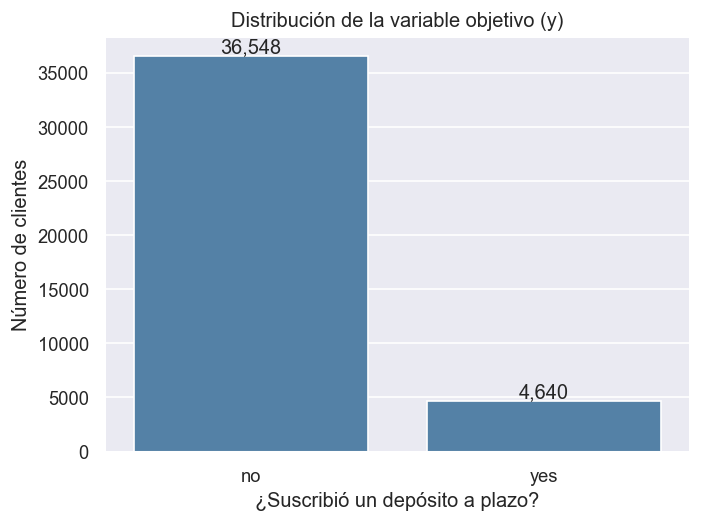 Distribución de la variable objetivo (y)
36,548
35000
30000
25000
20000
15000
10000
5000
0
4,640
Número de clientes
no
yes
¿Suscribió un depósito a plazo?